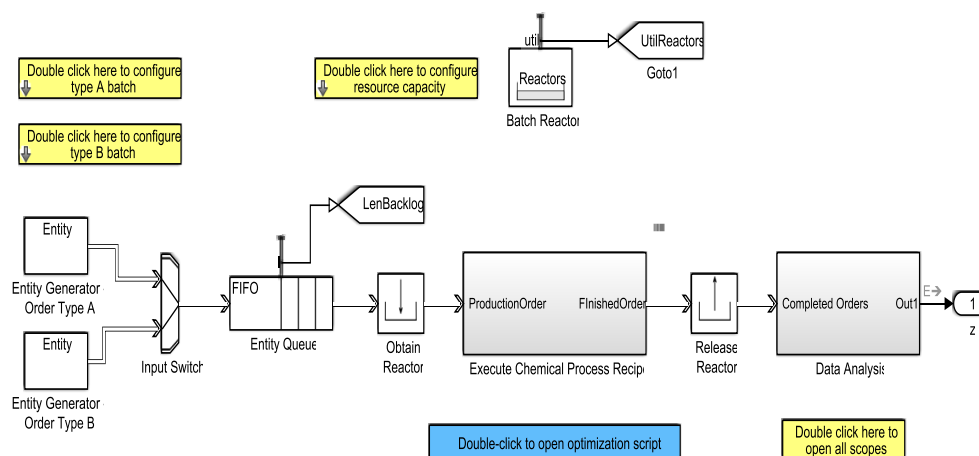 util
UtilReactors
Goto1
Reactors
Batch Reactor
Double click here to configure
type A batch
Double click here to configure
resource capacity
Double click here to configure
type B batch
LenBacklog
Entity
Entity Generator
Order Type A
Entity
Entity Generator
Order Type B
Input Switch
FIFO
Entity Queue
Obtain
Reactor
ProductionOrder
FInishedOrder
Execute Chemical Process Recipe
Release
Reactor
Completed Orders
Out1
Data Analysis
E
1
z
Double-click to open optimization script
Double click here to
open all scopes